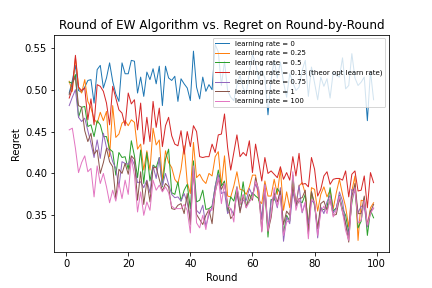 Round of EW Algorithm vs. Regret on Round-by-Round
0.55
0.50
0.45
0.40
0.35
Regret
learning rate = 0
learning rate = 0.25
learning rate = 0.5
learning rate = 0.13 (theor opt learn rate)
learning rate = 0.75
learning rate = 1
learning rate = 100
0 20 40 60 80 100
Round